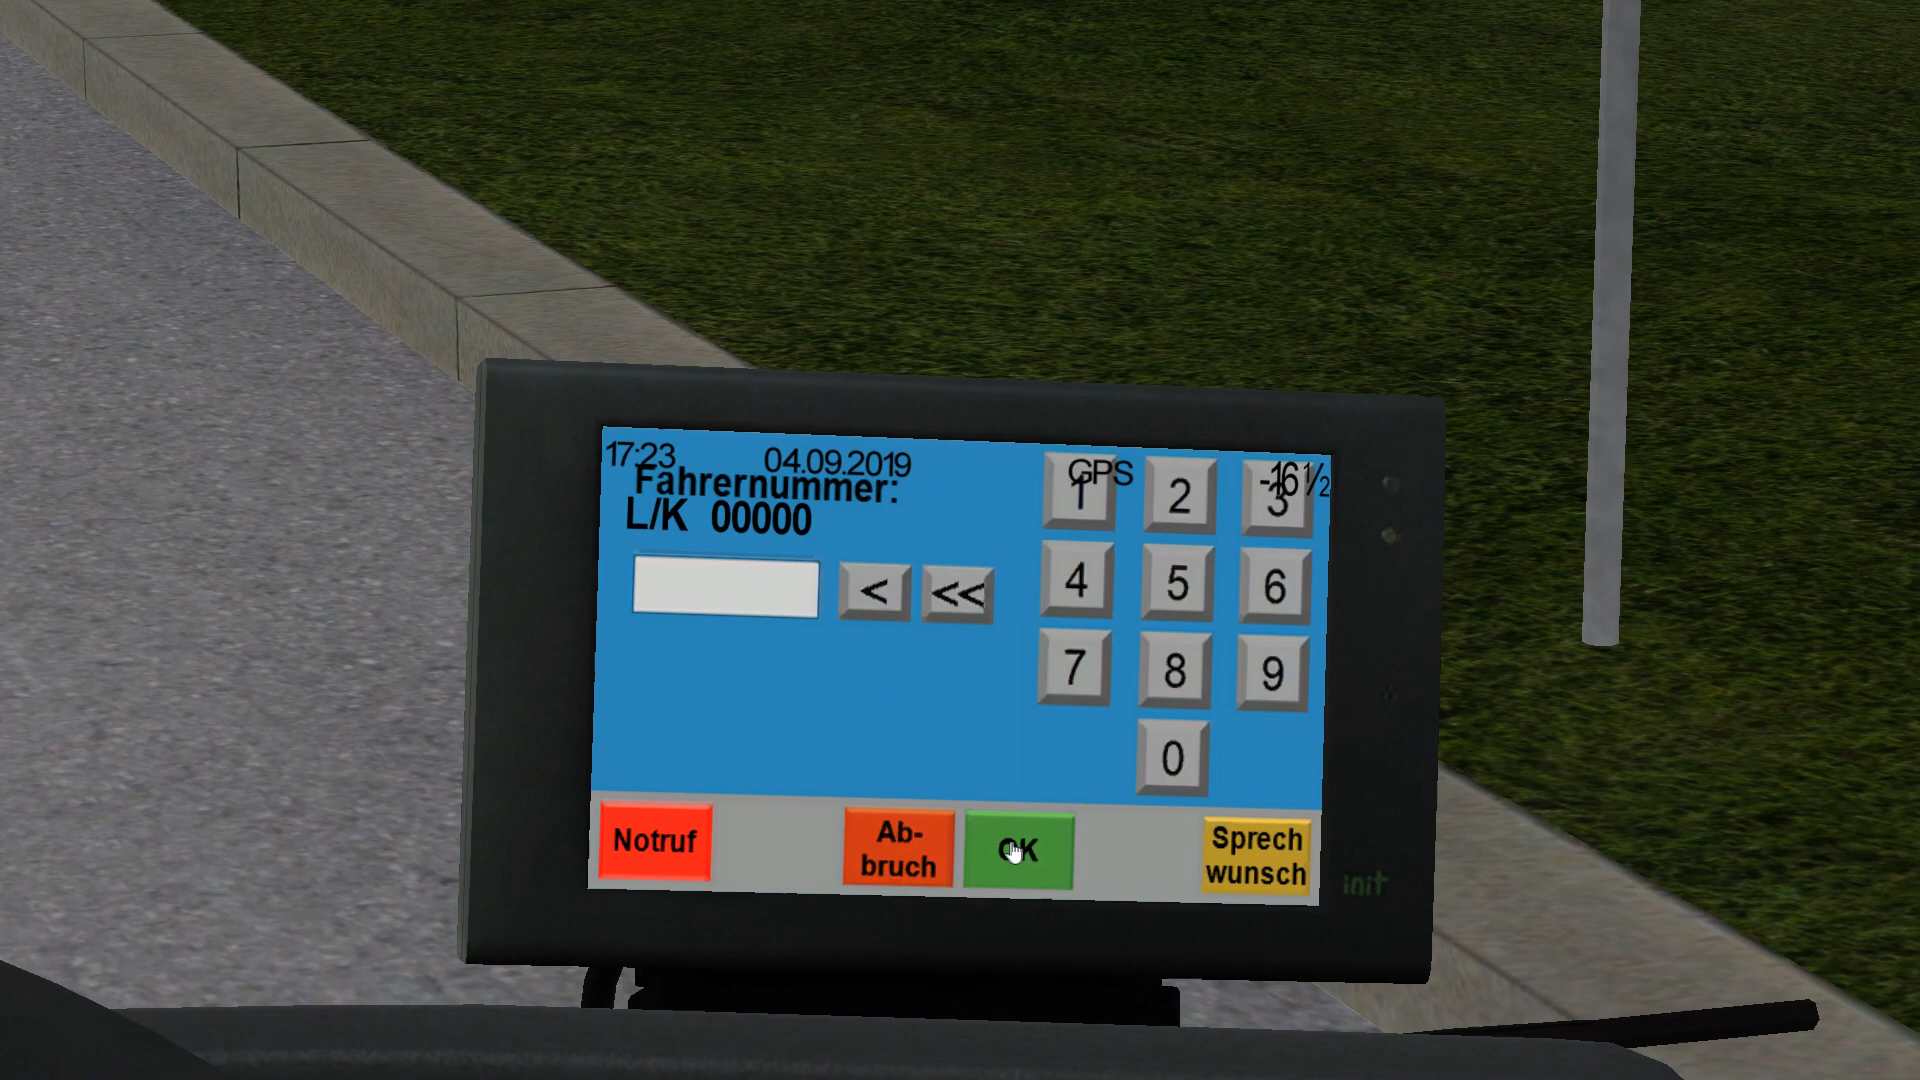 17:23 04.09.2019 GPS -16½
Fahrernummer:
L/K 00000
1 2 3
< <<
4 5 6
7 8 9
0
Notruf
Ab-
bruch
OK
Sprech
wunsch
init